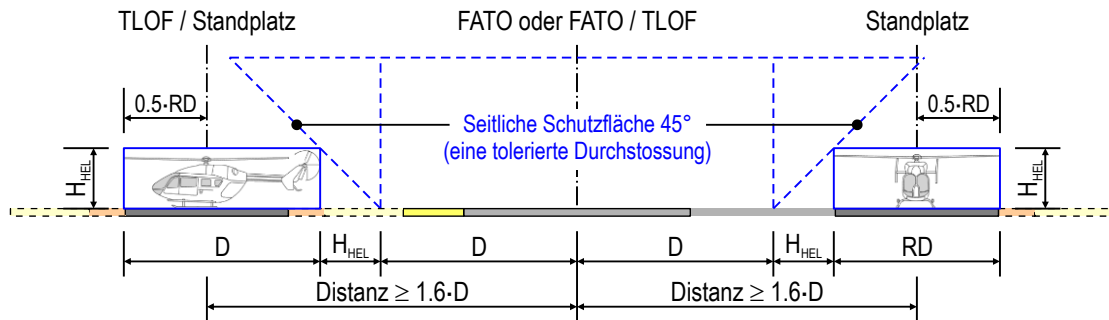 TLOF / Standplatz
FATO oder FATO / TLOF
Standplatz
0.5·RD
0.5·RD
Seitliche Schutzfläche 45°
(eine tolerierte Durchstossung)
HHEL
HHEL
D
HHEL
D
D
HHEL
RD
Distanz ≥ 1.6·D
Distanz ≥ 1.6·D